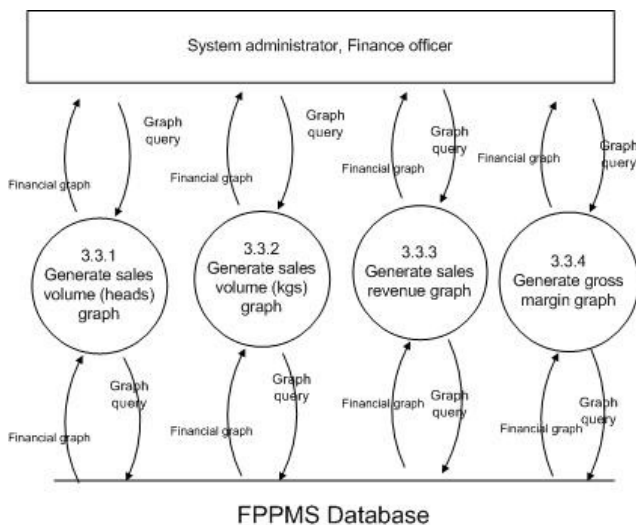 System administrator, Finance officer
Graph
query
Financial graph
Graph
query
Financial graph
Graph
query
Financial graph
Graph
query
Financial graph
3.3.1
Generate sales
volume (heads)
graph
3.3.2
Generate sales
volume (kgs)
graph
3.3.3
Generate sales
revenue graph
3.3.4
Generate gross
margin graph
Graph
query
Financial graph
Graph
query
Financial graph
Graph
query
Financial graph
Graph
query
Financial graph
FPPMS Database